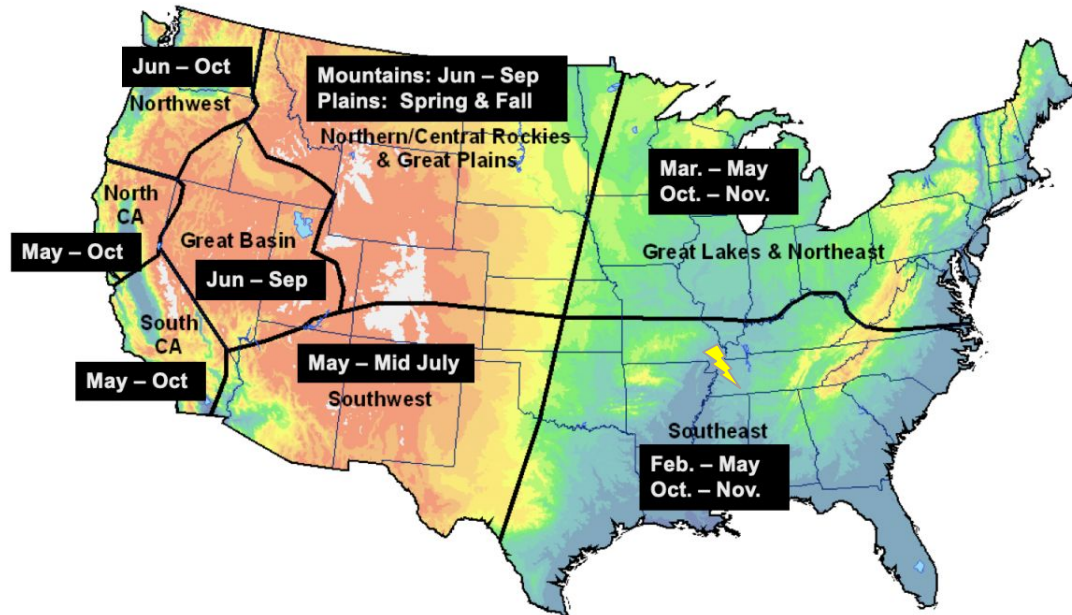 Jun – Oct
Northwest
Mountains: Jun – Sep
Plains: Spring & Fall
Northern/Central Rockies
& Great Plains
Mar. – May
Oct. – Nov.
Great Lakes & Northeast
North
CA
May – Oct
Great Basin
Jun – Sep
South
CA
May – Oct
May – Mid July
Southwest
Southeast
Feb. – May
Oct. – Nov.